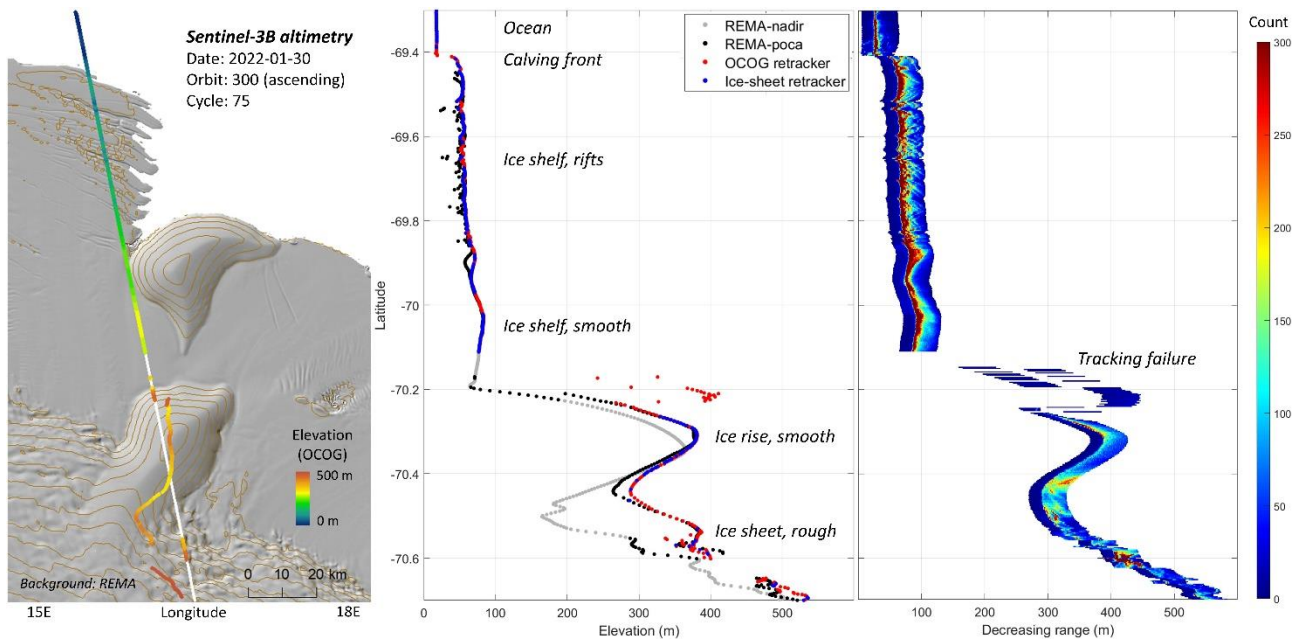 Sentinel-3B altimetry
Date: 2022-01-30
Orbit: 300 (ascending)
Cycle: 75
Elevation
(OCOG)
500 m
0 m
0 10 20 km
Background: REMA
15E
Longitude
18E
REMA-nadir
REMA-poca
OCOG retracker
Ice-sheet retracker
Ocean
Calving front
Ice shelf, rifts
Ice shelf, smooth
Ice rise, smooth
Ice sheet, rough
Latitude
-69.4
-69.6
-69.8
-70
-70.2
-70.4
-70.6
0 100 200 300 400 500
Elevation (m)
Tracking failure
100 200 300 400 500
Decreasing range (m)
Count
300
250
200
150
100
50
0